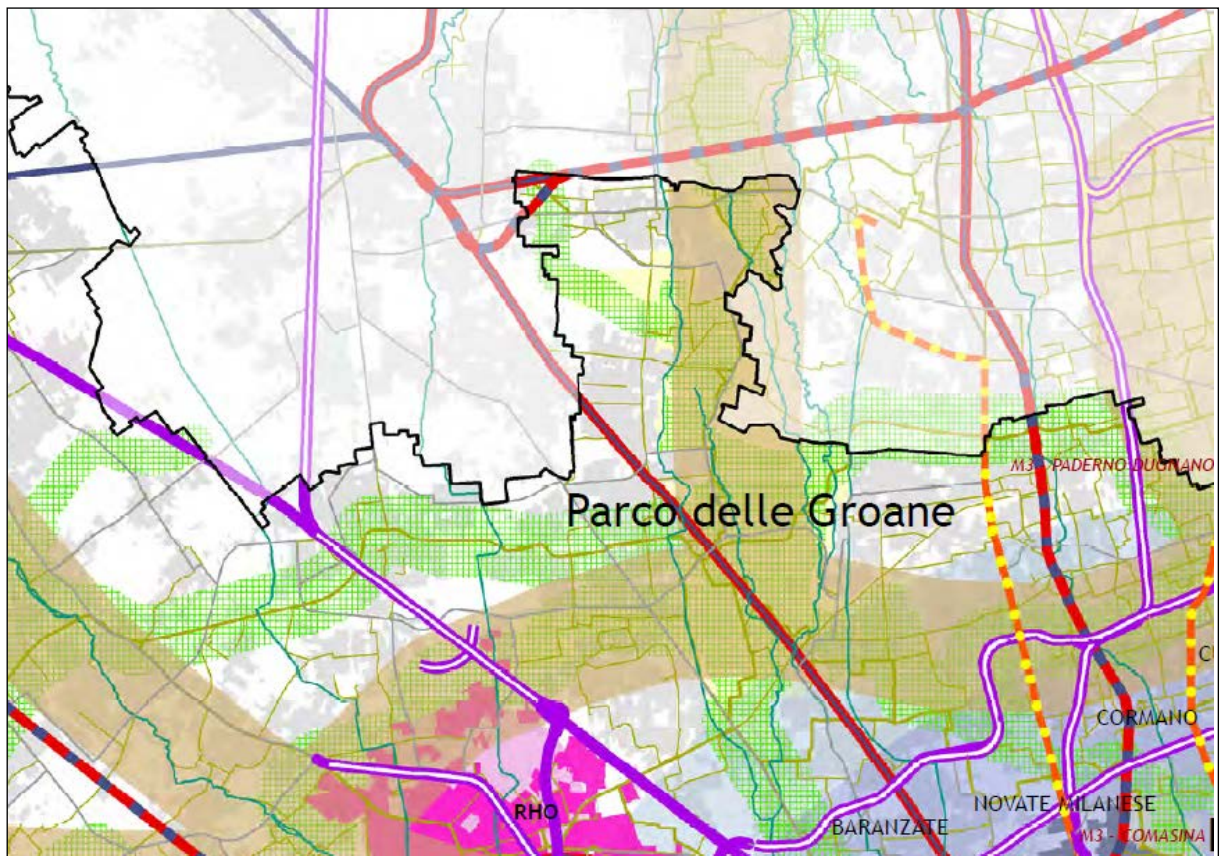 M3 - PADERNO DUGNANO
Parco delle Groane
CORMANO
RHO
NOVATE MILANESE
BARANZATE
M3 - COMASINA